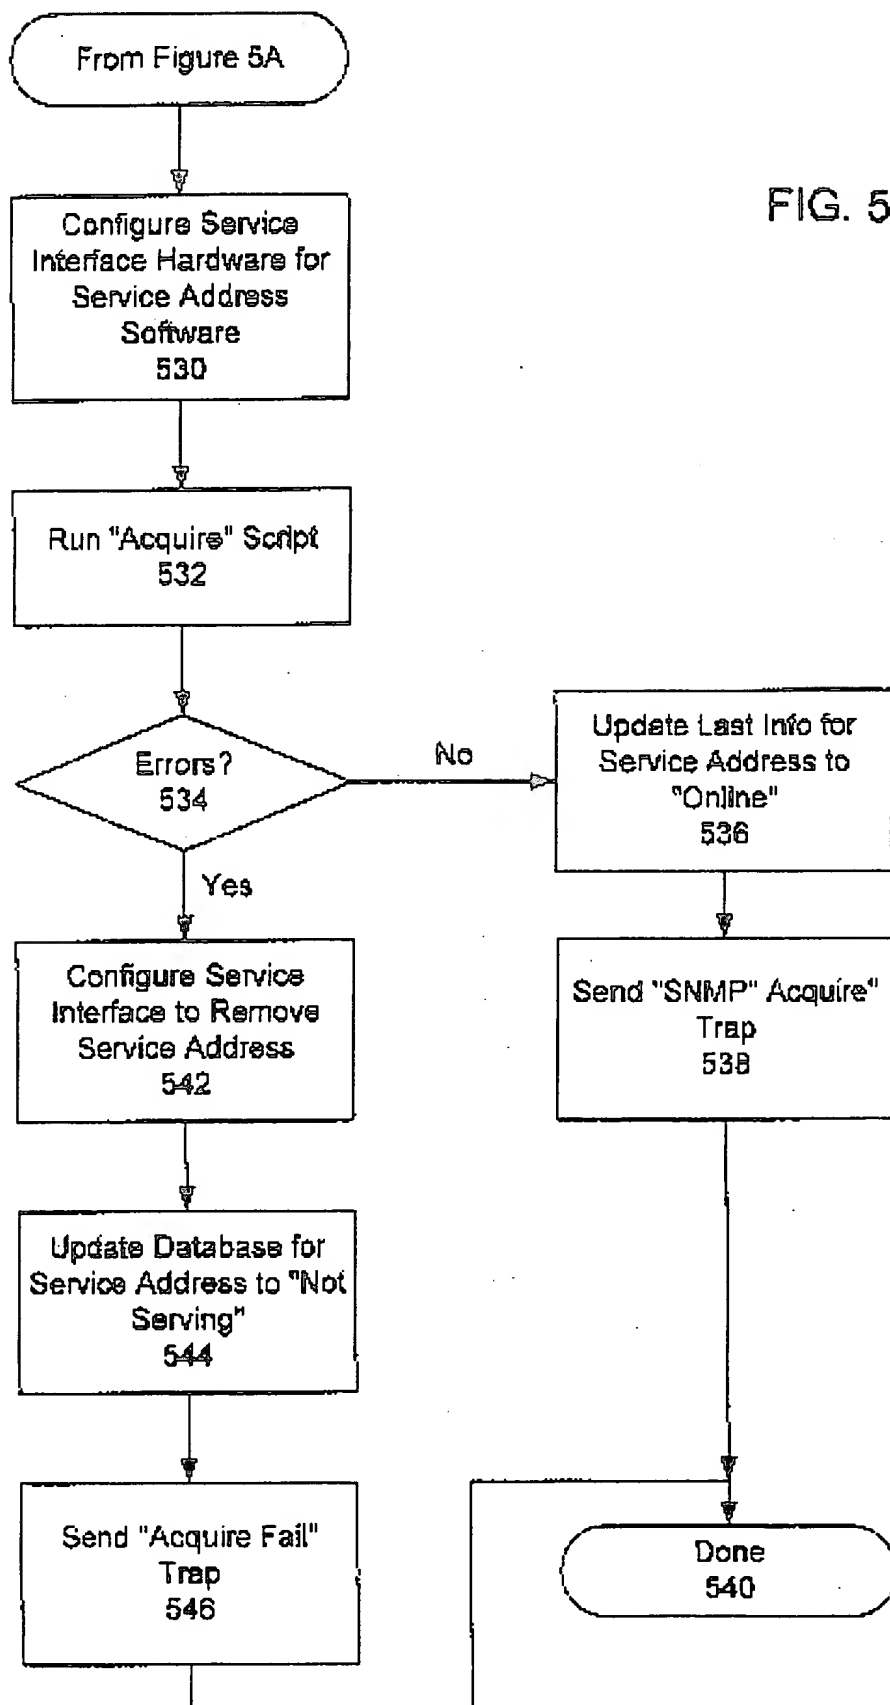 From Figure 5A
FIG. 5
Configure Service
Interface Hardware for
Service Address
Software
530
Run "Acquire" Script
532
Errors?
534
No
Yes
Update Last Info for
Service Address to
"Online"
536
Send "SNMP" Acquire"
Trap
538
Configure Service
Interface to Remove
Service Address
542
Update Database for
Service Address to "Not
Serving"
544
Send "Acquire Fail"
Trap
546
Done
540